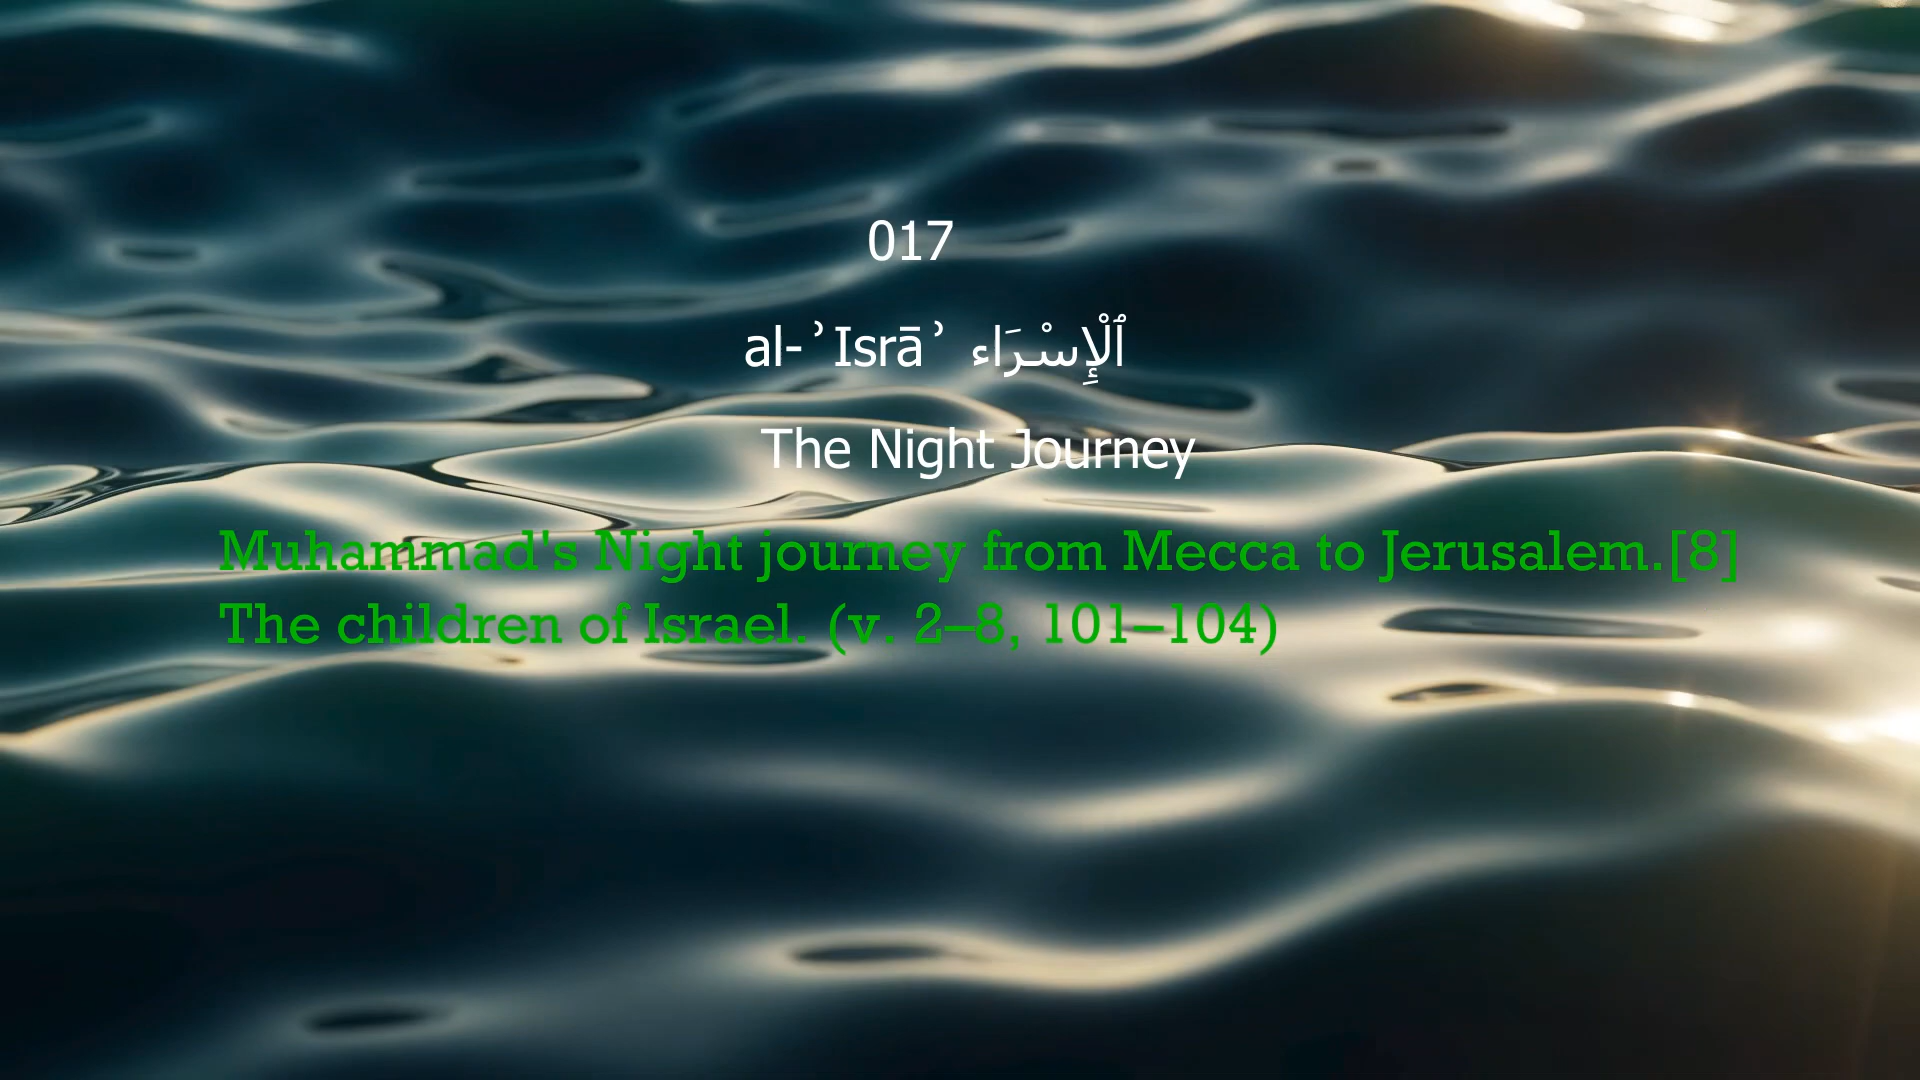 017
al-ʾIsrāʾ ٱلْإِسْـرَاء
The Night Journey
Muhammad's Night journey from Mecca to Jerusalem.[8]
The children of Israel. (v. 2–8, 101–104)